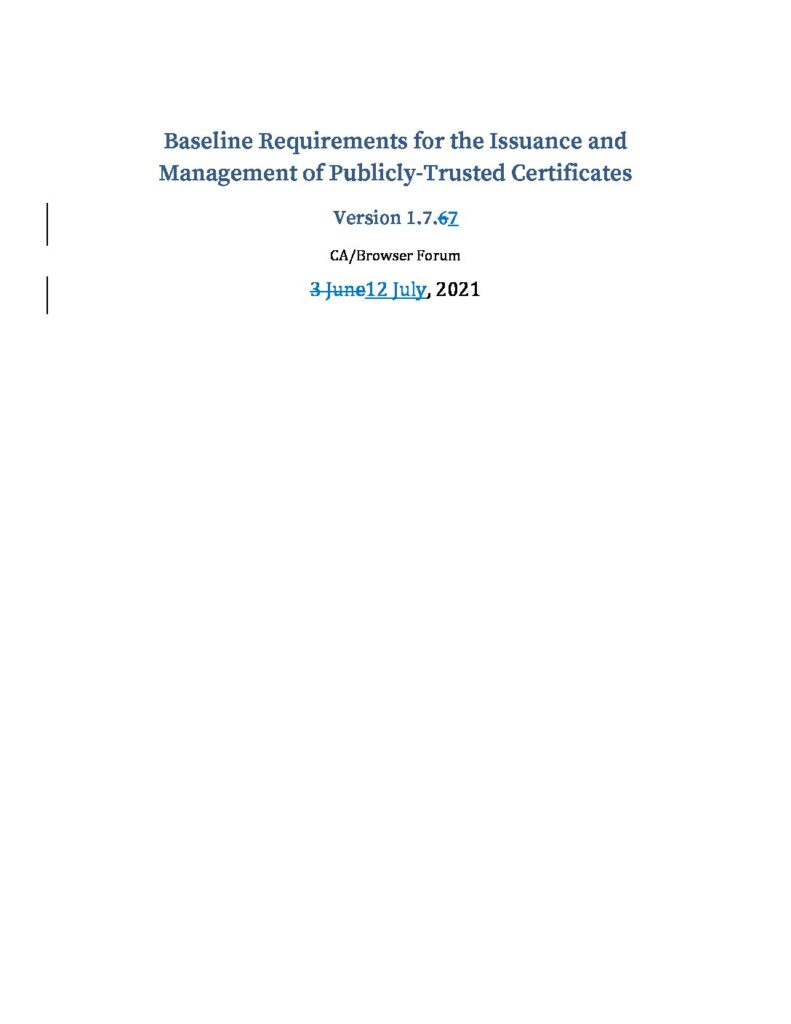 Baseline Requirements for the Issuance and
Management of Publicly-Trusted Certificates
Version 1.7.67
CA/Browser Forum
3 June12 July, 2021